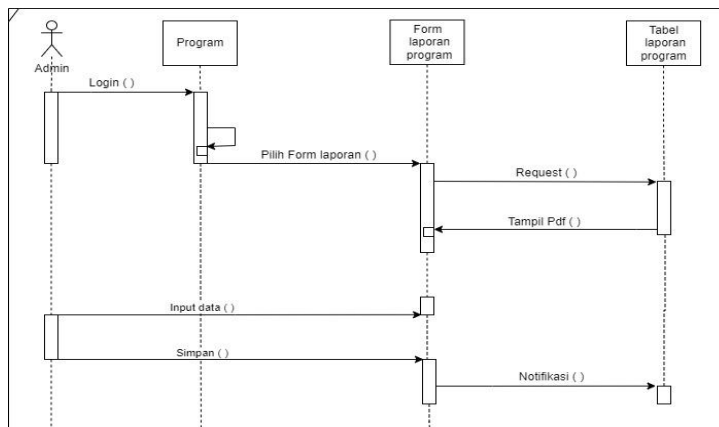 Admin
Program
Form
laporan
program
Tabel
laporan
program
Login ( )
Pilih Form laporan ( )
Request ( )
Tampil Pdf ( )
Input data ( )
Simpan ( )
Notifikasi ( )